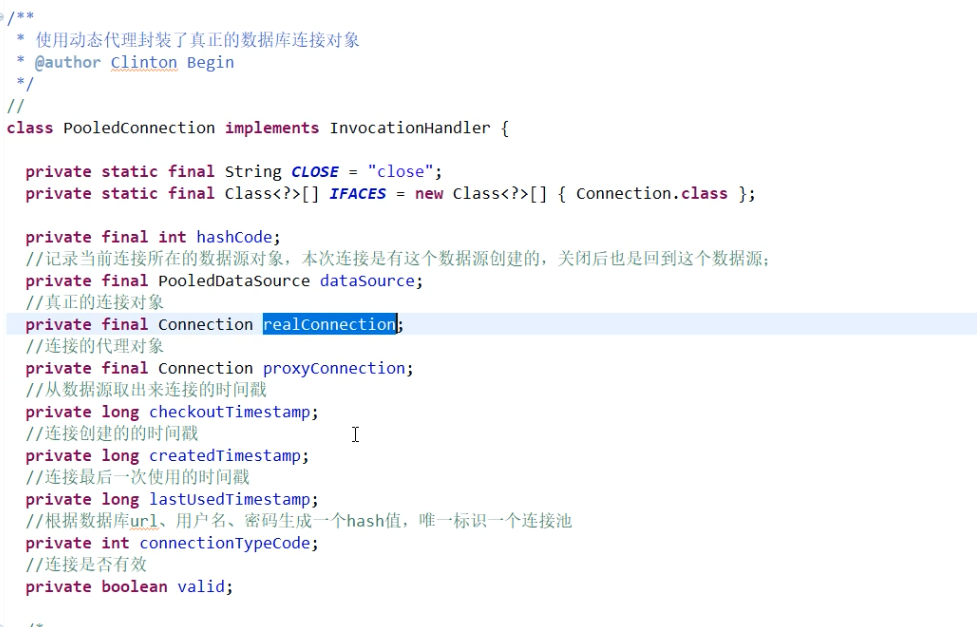 /**
 * 使用动态代理封装了真正的数据库连接对象
 * @author Clinton Begin
 */
//
class PooledConnection implements InvocationHandler {
private static final String CLOSE = "close";
private static final Class<?>[] IFACES = new Class<?>[] { Connection.class };
private final int hashCode;
//记录当前连接所在的数据源对象，本次连接是有这个数据源创建的，关闭后也是回到这个数据源；
private final PooledDataSource dataSource;
//真正的连接对象
private final Connection realConnection;
//连接的代理对象
private final Connection proxyConnection;
//从数据源取出来连接的时间戳
private long checkoutTimestamp;
//连接创建的的时间戳
private long createdTimestamp;
//连接最后一次使用的时间戳
private long lastUsedTimestamp;
//根据数据库url、用户名、密码生成一个hash值，唯一标识一个连接池
private int connectionTypeCode;
//连接是否有效
private boolean valid;
/*